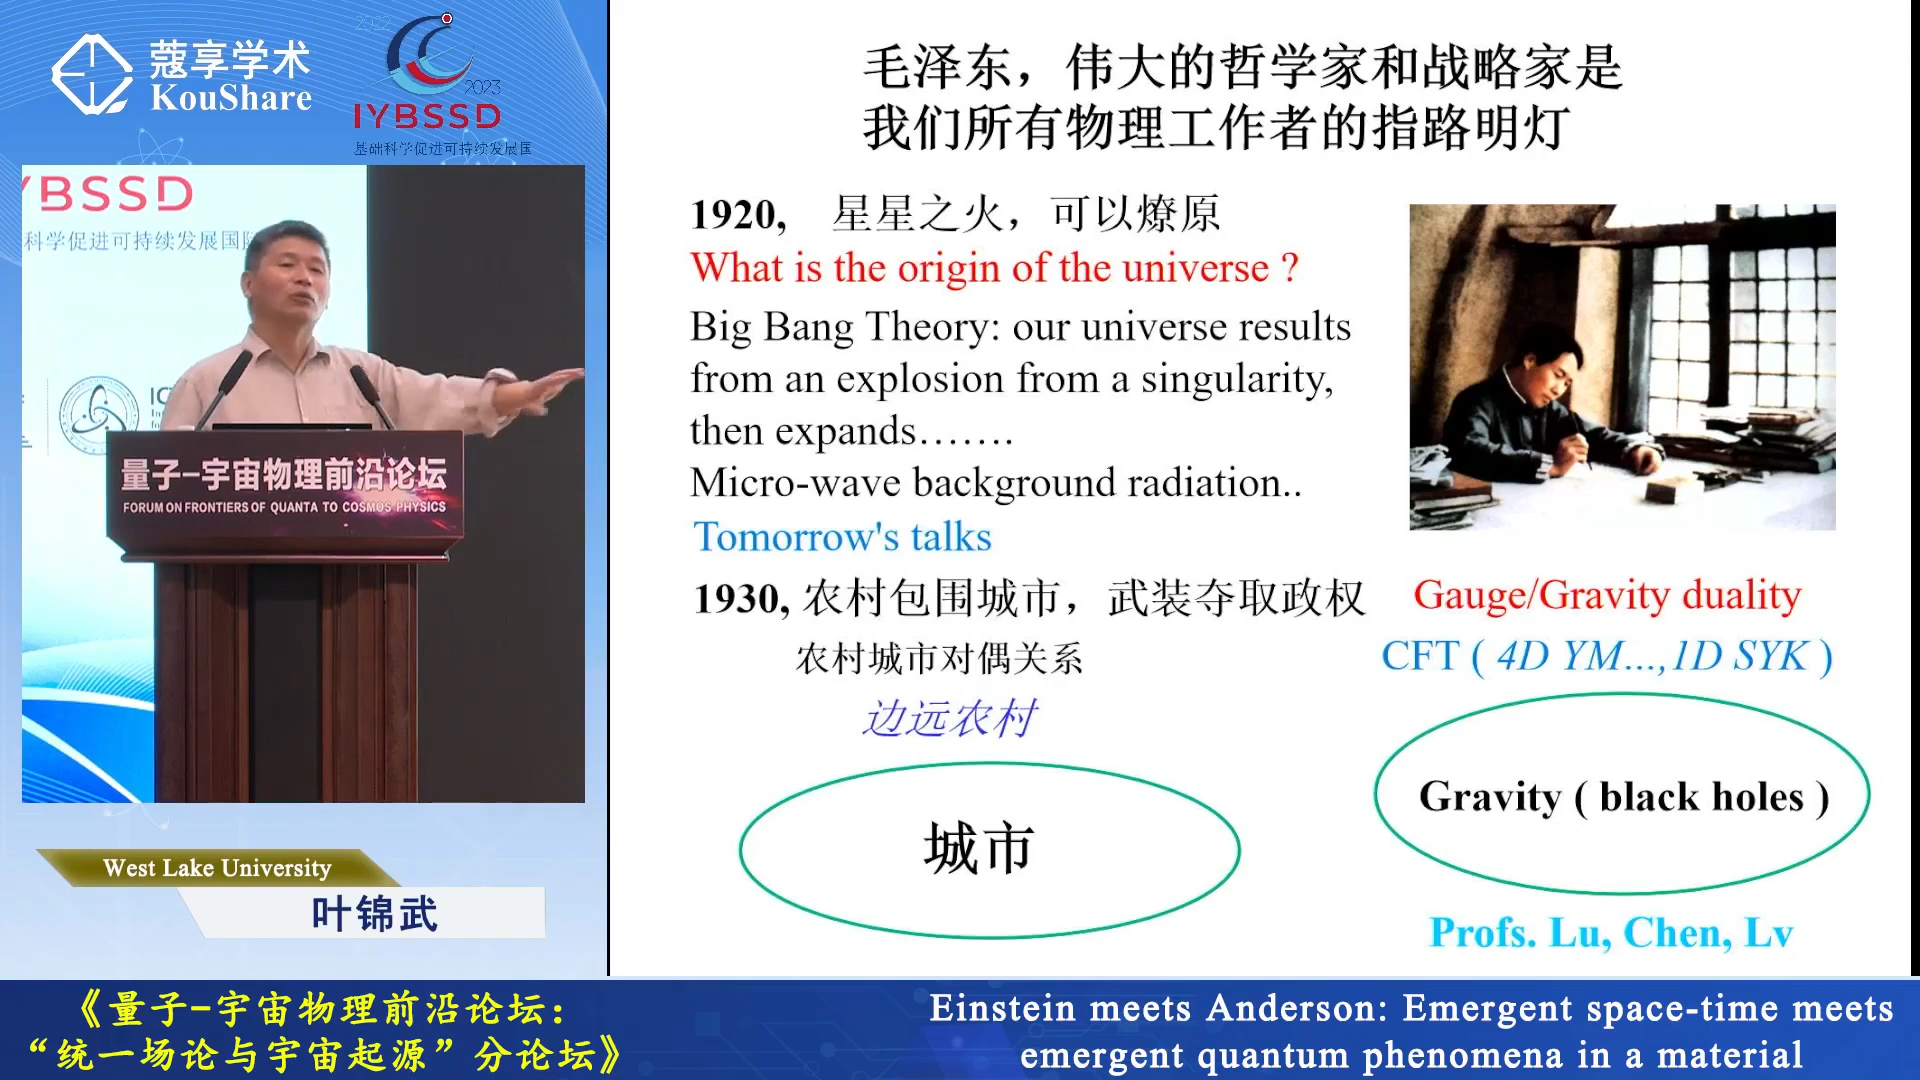 蔻享学术
KouShare
2022
2023
IYBSSD
基础科学促进可持续发展国
YBSSD
科学促进可持续发展国际
IC
量子-宇宙物理前沿论坛
FORUM ON FRONTIERS OF QUANTA TO COSMOS PHYSICS
West Lake University
叶锦武
毛泽东，伟大的哲学家和战略家是
我们所有物理工作者的指路明灯
1920, 星星之火，可以燎原
What is the origin of the universe ?
Big Bang Theory: our universe results
from an explosion from a singularity,
then expands…….
Micro-wave background radiation..
Tomorrow's talks
1930, 农村包围城市，武装夺取政权
农村城市对偶关系
边远农村
城市
Gauge/Gravity duality
CFT ( 4D YM...,1D SYK )
Gravity ( black holes )
Profs. Lu, Chen, Lv
《量子-宇宙物理前沿论坛：
“统一场论与宇宙起源”分论坛》
Einstein meets Anderson: Emergent space-time meets
emergent quantum phenomena in a material